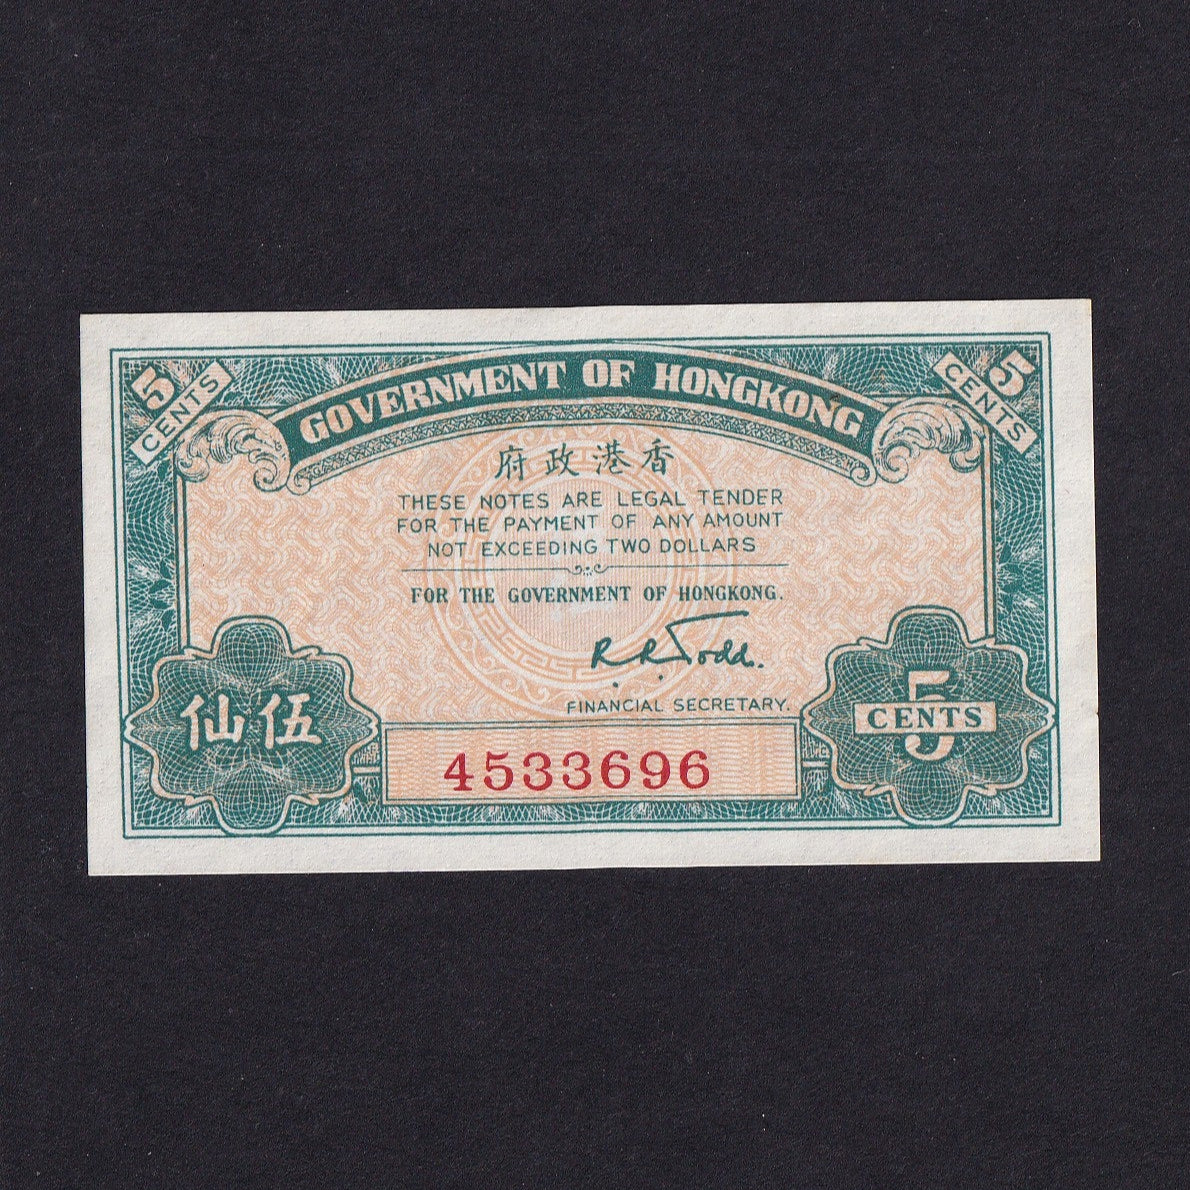 5 CENTS
5 CENTS
GOVERNMENT OF HONGKONG
府政港香
THESE NOTES ARE LEGAL TENDER
FOR THE PAYMENT OF ANY AMOUNT
NOT EXCEEDING TWO DOLLARS
FOR THE GOVERNMENT OF HONGKONG.
R.R. Todd.
FINANCIAL SECRETARY.
仙伍
5 CENTS
4533696